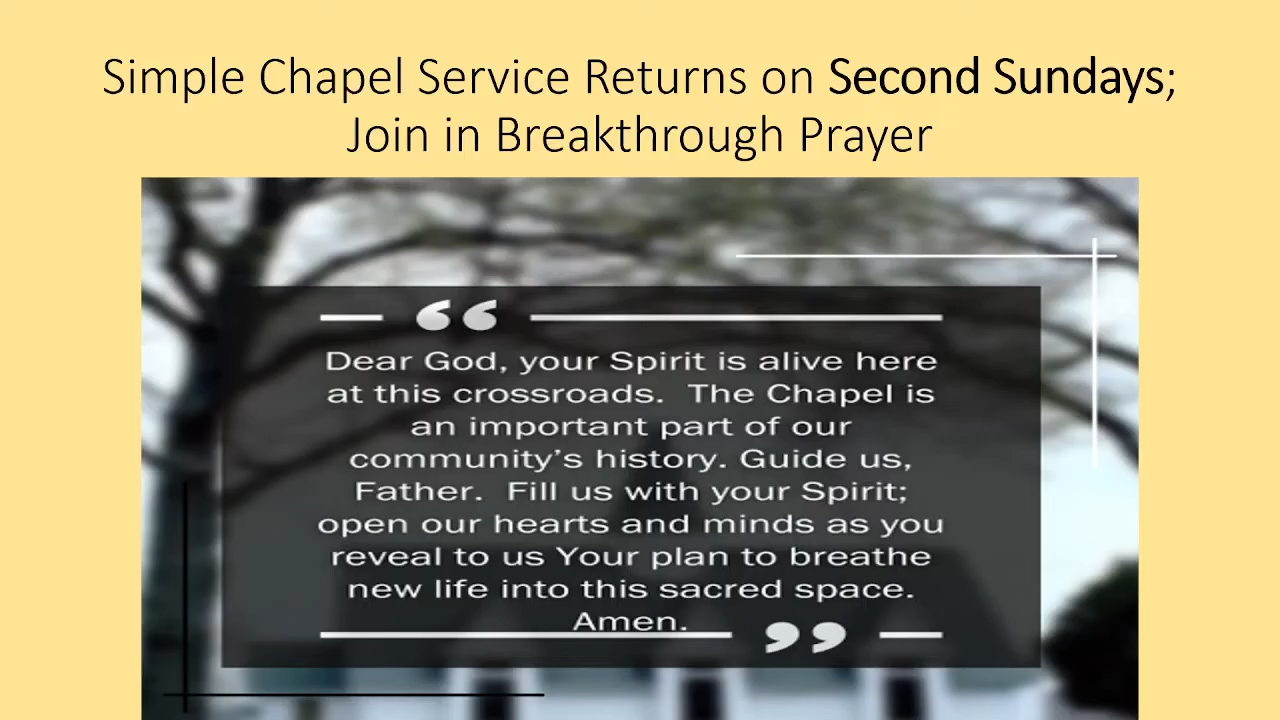 Simple Chapel Service Returns on Second Sundays;
Join in Breakthrough Prayer
“
Dear God, your Spirit is alive here
at this crossroads.  The Chapel is
an important part of our
community’s history. Guide us,
Father.  Fill us with your Spirit;
open our hearts and minds as you
reveal to us Your plan to breathe
new life into this sacred space.
Amen.
”